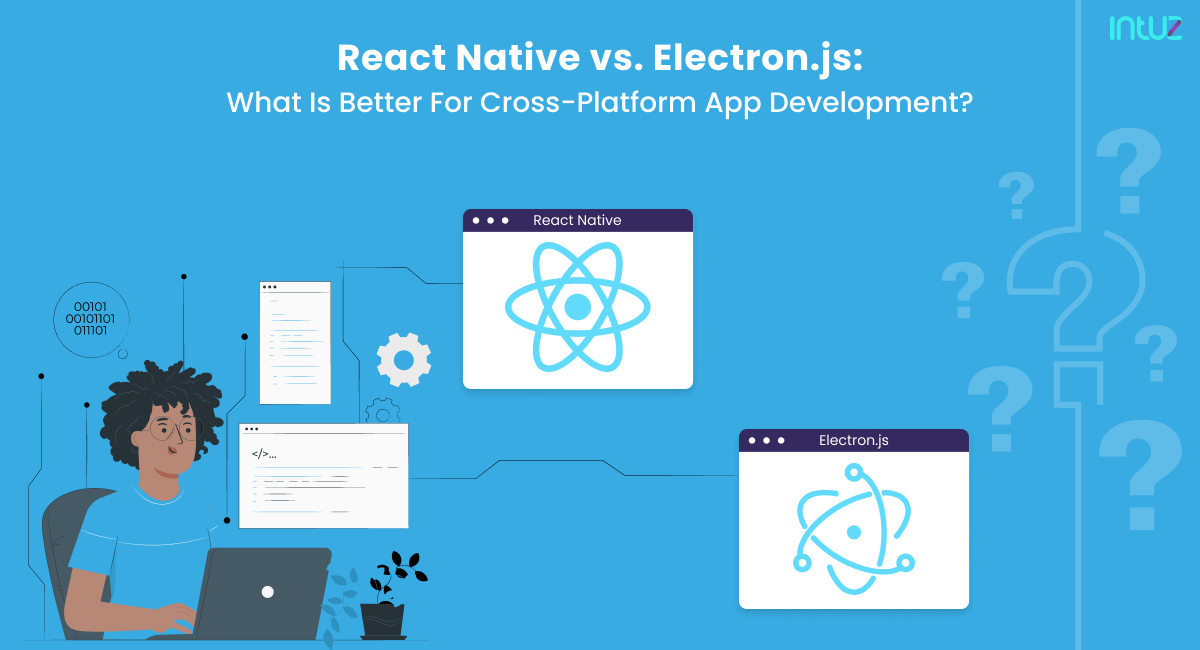 INTUZ
React Native vs. Electron.js:
What Is Better For Cross-Platform App Development?
React Native
00101
00101101
011101
</>...
Electron.js